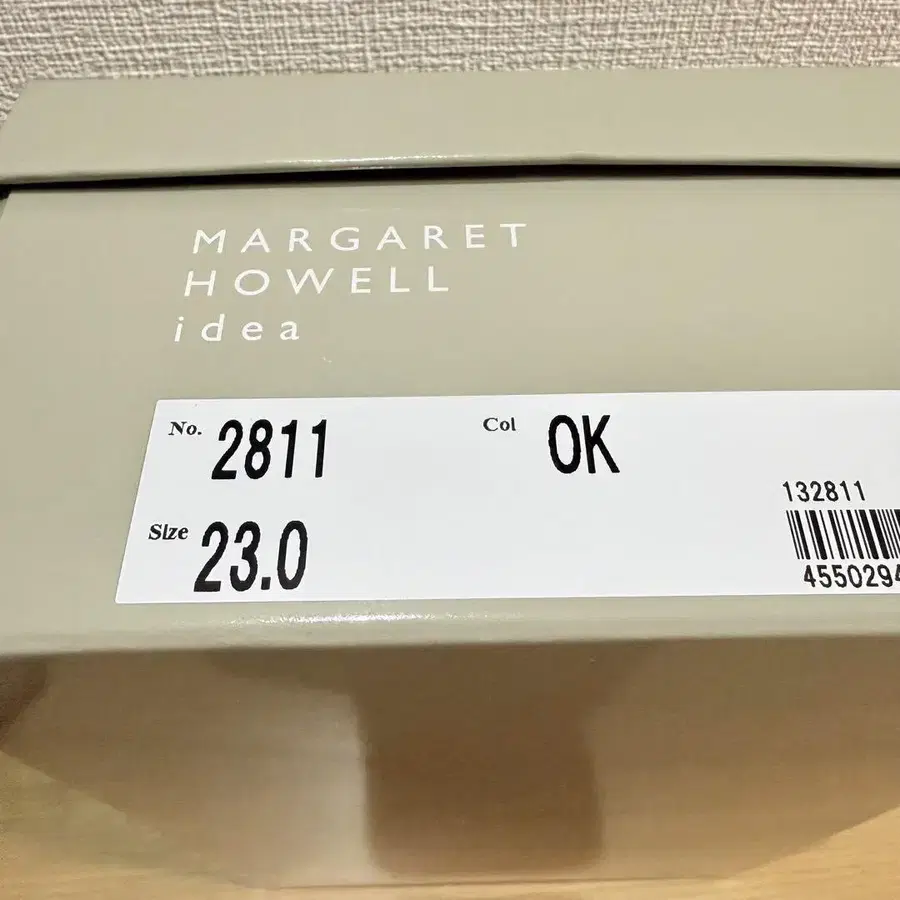 MARGARET
HOWELL
idea
No. 2811 Col OK
Size 23.0
132811
4550294